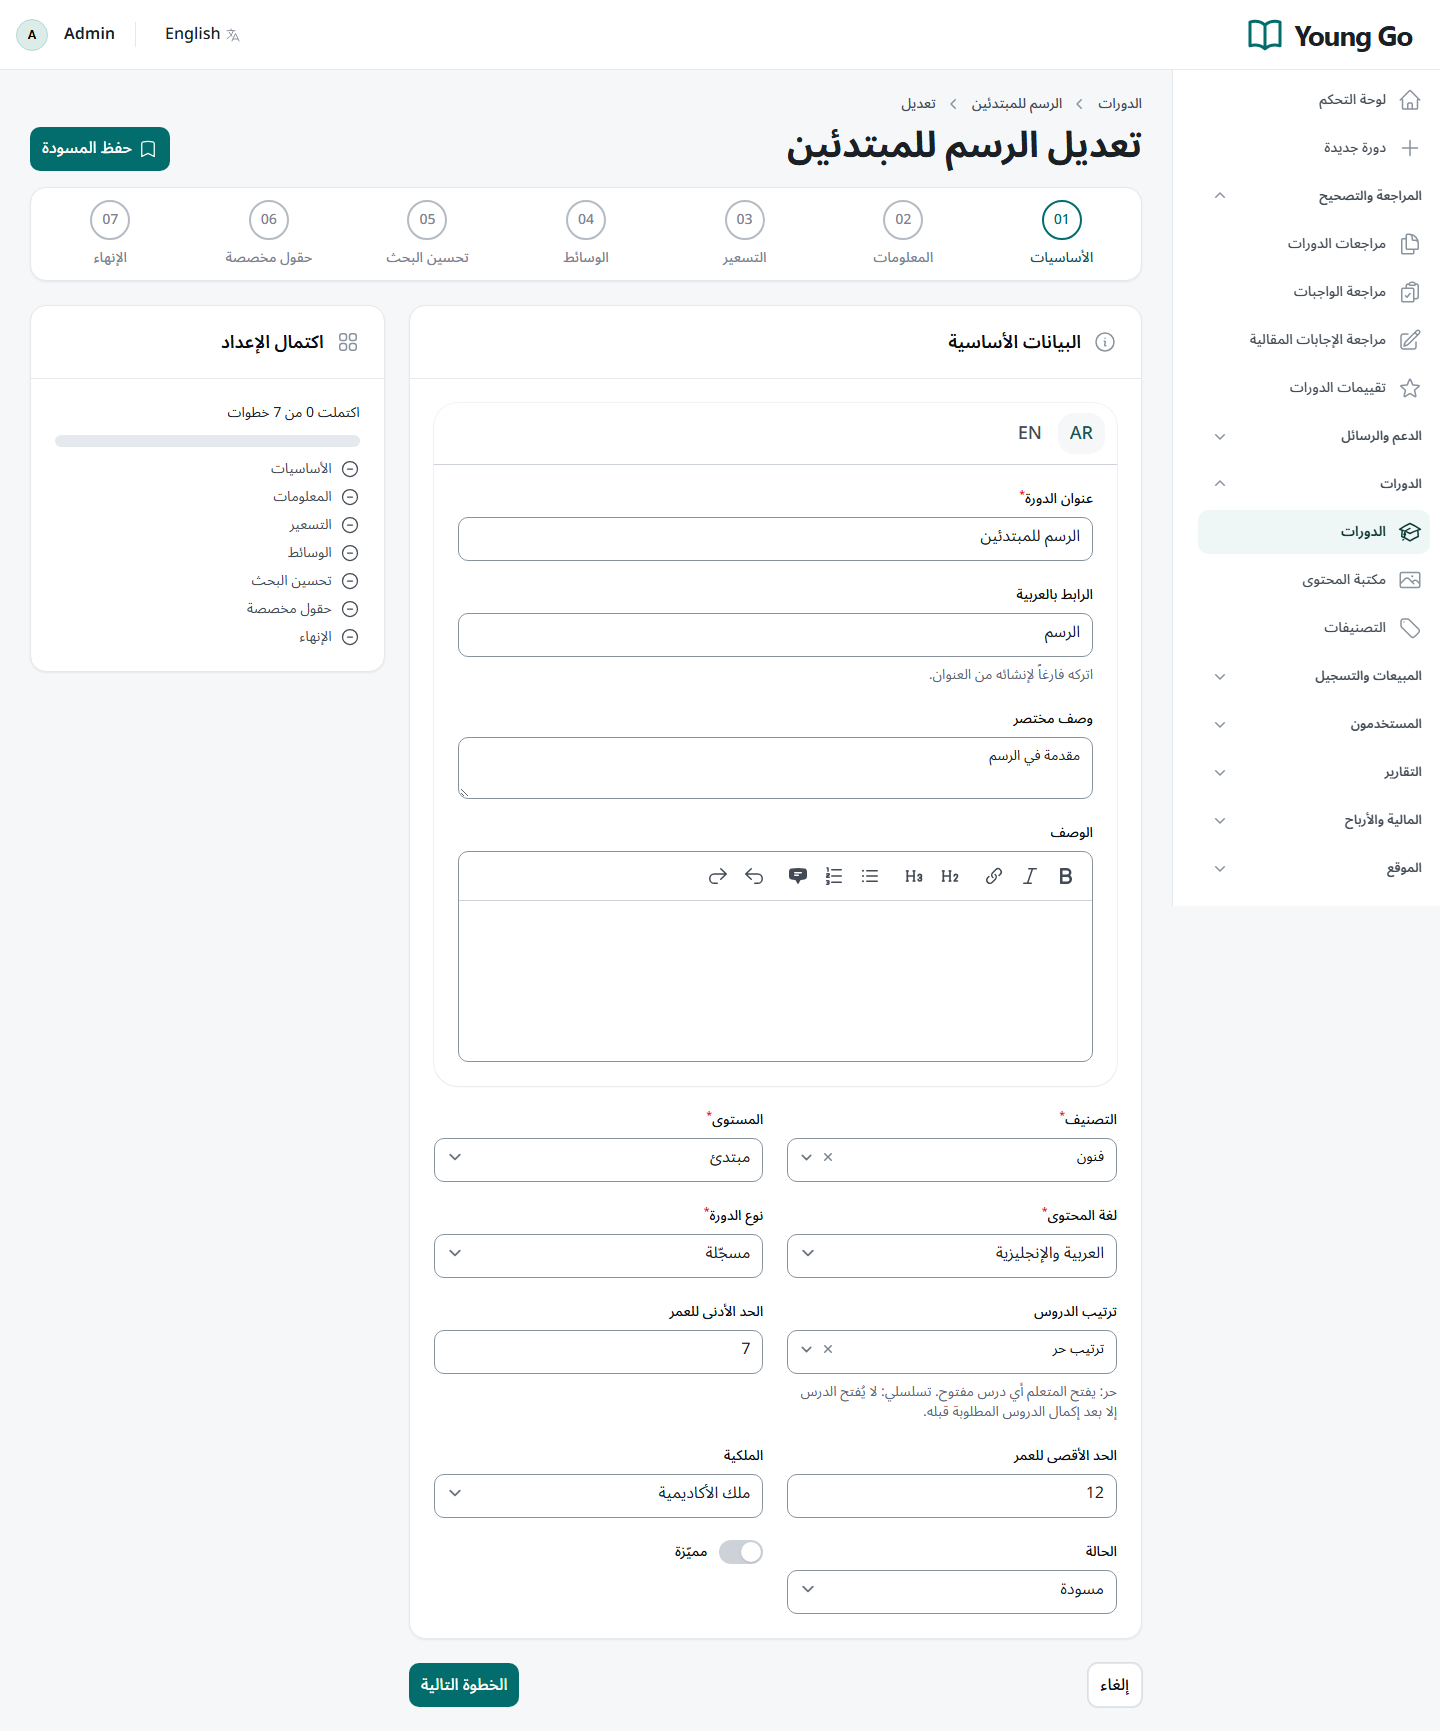 Young Go
English
Admin
A
لوحة التحكم
دورة جديدة
المراجعة والتصحيح
مراجعات الدورات
مراجعة الواجبات
مراجعة الإجابات المقالية
تقييمات الدورات
الدعم والرسائل
الدورات
الدورات
مكتبة المحتوى
التصنيفات
المبيعات والتسجيل
المستخدمون
التقارير
المالية والأرباح
الموقع
الدورات
الرسم للمبتدئين
تعديل
تعديل الرسم للمبتدئين
حفظ المسودة
01
الأساسيات
02
المعلومات
03
التسعير
04
الوسائط
05
تحسين البحث
06
حقول مخصصة
07
الإنهاء
البيانات الأساسية
AR
EN
عنوان الدورة*
الرسم للمبتدئين
الرابط بالعربية
الرسم
اتركه فارغاً لإنشائه من العنوان.
وصف مختصر
مقدمة في الرسم
الوصف
B I H2 H3
التصنيف*
فنون
المستوى*
مبتدئ
لغة المحتوى*
العربية والإنجليزية
نوع الدورة*
مسجّلة
ترتيب الدروس
ترتيب حر
حر: يفتح المتعلم أي درس مفتوح. تسلسلي: لا يُفتح الدرس
إلا بعد إكمال الدروس المطلوبة قبله.
الحد الأدنى للعمر
7
الحد الأقصى للعمر
12
الملكية
ملك الأكاديمية
الحالة
مسودة
مميّزة
إلغاء
الخطوة التالية
اكتمال الإعداد
اكتملت 0 من 7 خطوات
الأساسيات
المعلومات
التسعير
الوسائط
تحسين البحث
حقول مخصصة
الإنهاء